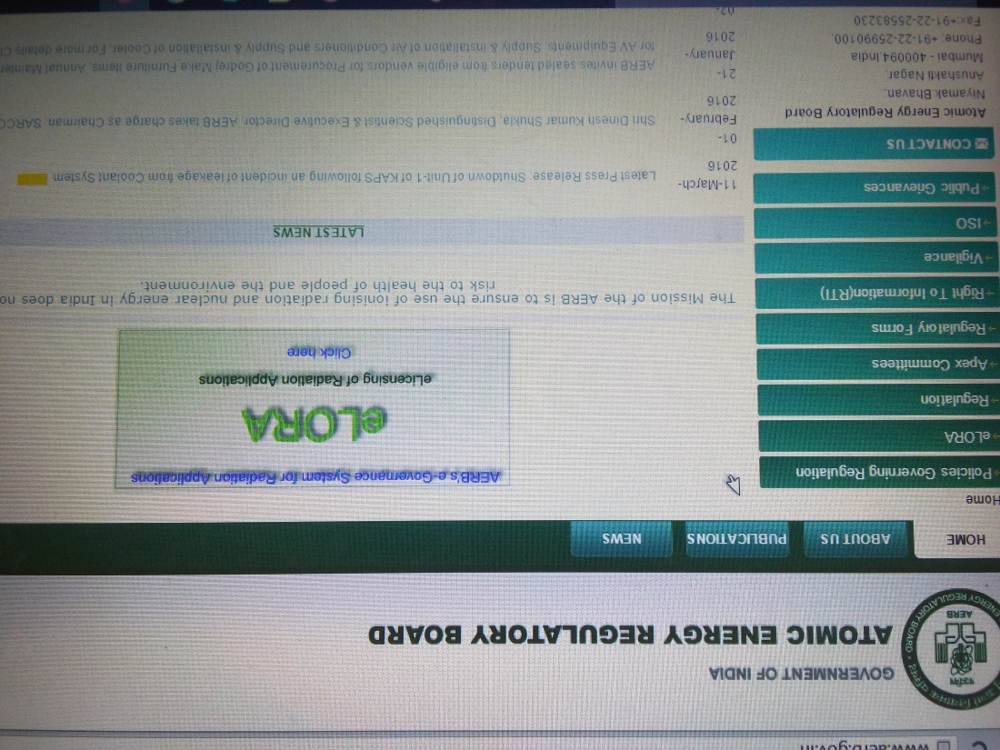 www.aerb.gov.in
GOVERNMENT OF INDIA
ATOMIC ENERGY REGULATORY BOARD
AERB
ENERGY REGULATORY BOARD
HOME
ABOUT US
PUBLICATIONS
NEWS
Home
Policies Governing Regulation
eLORA
Regulation
Apex Committees
Regulatory Forms
Right To Information(RTI)
Vigilance
ISO
Public Grievances
CONTACT US
Atomic Energy Regulatory Board
Niyamak Bhavan,
Anushakti Nagar,
Mumbai - 400094,India
Phone: +91-22-25990100,
Fax:+91-22-25583230
AERB's e-Governance System for Radiation Applications
eLORA
eLicensing of Radiation Applications
Click here
The Mission of the AERB is to ensure the use of ionising radiation and nuclear energy in India does no
risk to the health of people and the environment.
LATEST NEWS
11-March-
2016
Latest Press Release: Shutdown of Unit-1 of KAPS following an incident of leakage from Coolant System
01-
February-
2016
Shri Dinesh Kumar Shukla, Distinguished Scientist & Executive Director, AERB takes charge as Chairman, SARCO
21-
January-
2016
AERB invites sealed tenders from eligible vendors for Procurement of Godrej Make Furniture Items, Annual Mainten
for AV Equipments, Supply & Installation of Air Conditioners and Supply & Installation of Cooler. For more details Cl
02-